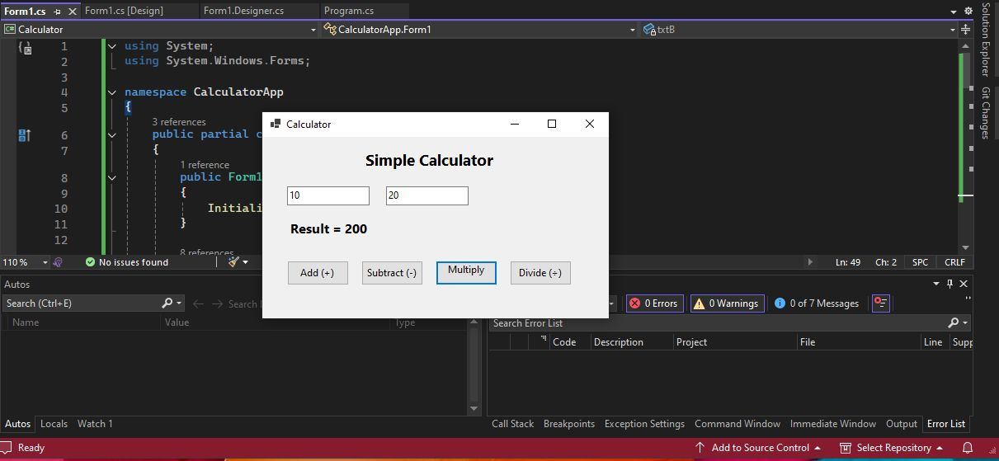 Form1.cs
Form1.cs [Design]
Form1.Designer.cs
Program.cs
C# Calculator
CalculatorApp.Form1
txtB
1 using System;
2 using System.Windows.Forms;
3
4 namespace CalculatorApp
5 {
3 references
6 public partial c
7 {
1 reference
8 public Form1
9 {
10 Initiali
11 }
12
8 references
Calculator
Simple Calculator
10
20
Result = 200
Add (+)
Subtract (-)
Multiply
Divide (÷)
110 %
No issues found
Ln: 49
Ch: 2
SPC
CRLF
Autos
Search (Ctrl+E)
Search
Name
Value
Type
0 Errors
0 Warnings
0 of 7 Messages
Search Error List
Code
Description
Project
File
Line
Supp
Autos
Locals
Watch 1
Call Stack
Breakpoints
Exception Settings
Command Window
Immediate Window
Output
Error List
Ready
Add to Source Control
Select Repository
Solution Explorer
Git Changes